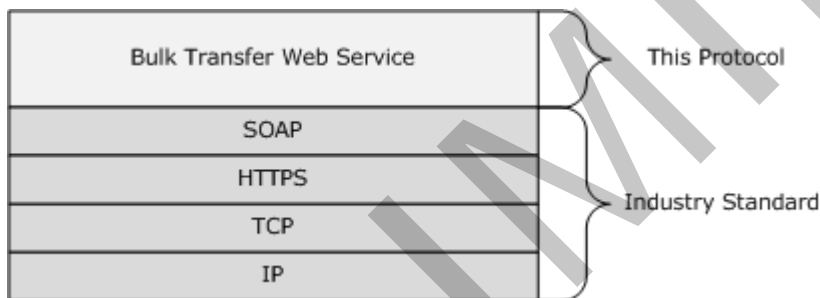 Bulk Transfer Web Service
This Protocol
SOAP
HTTPS
TCP
Industry Standard
IP